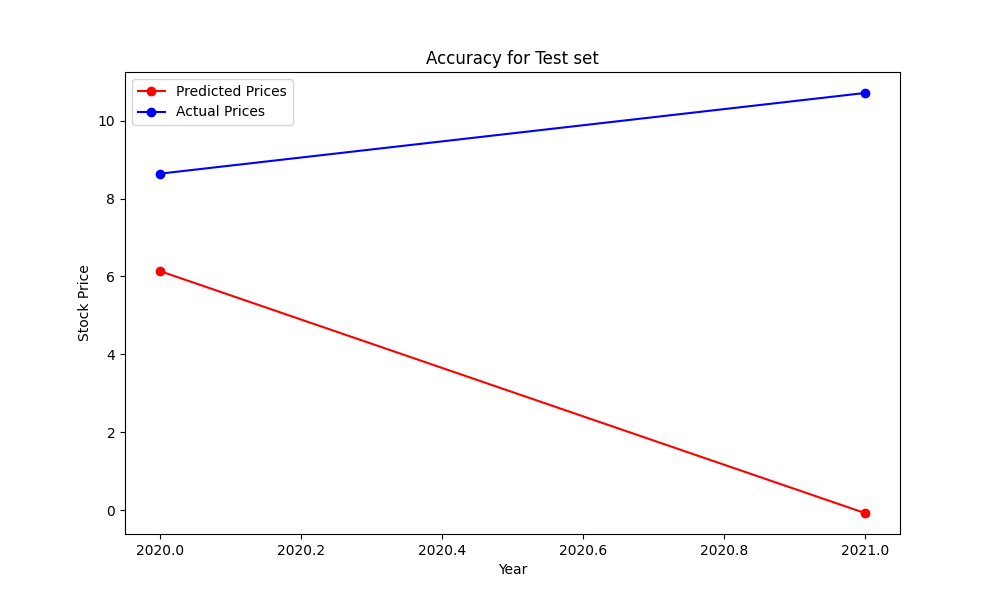 Accuracy for Test set
Predicted Prices
Actual Prices
10
8
6
4
2
0
Stock Price
2020.0 2020.2 2020.4 2020.6 2020.8 2021.0
Year